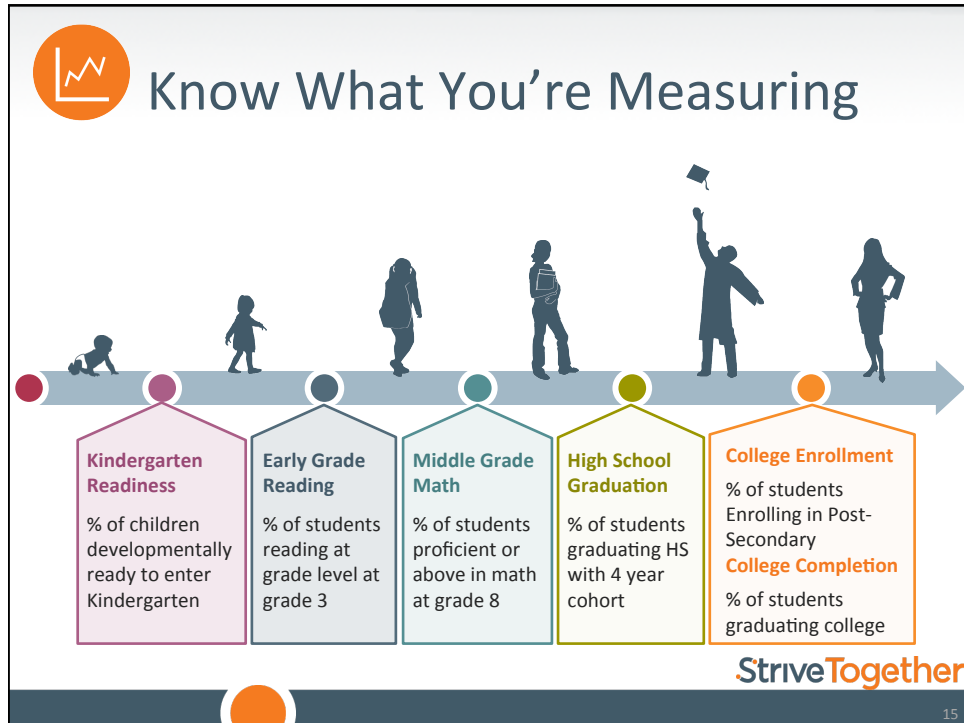 Know What You're Measuring
Kindergarten
Readiness
% of children
developmentally
ready to enter
Kindergarten
Early Grade
Reading
% of students
reading at
grade level at
grade 3
Middle Grade
Math
% of students
proficient or
above in math
at grade 8
High School
Graduation
% of students
graduating HS
with 4 year
cohort
College Enrollment
% of students
Enrolling in Post-
Secondary
College Completion
% of students
graduating college
StriveTogether
15